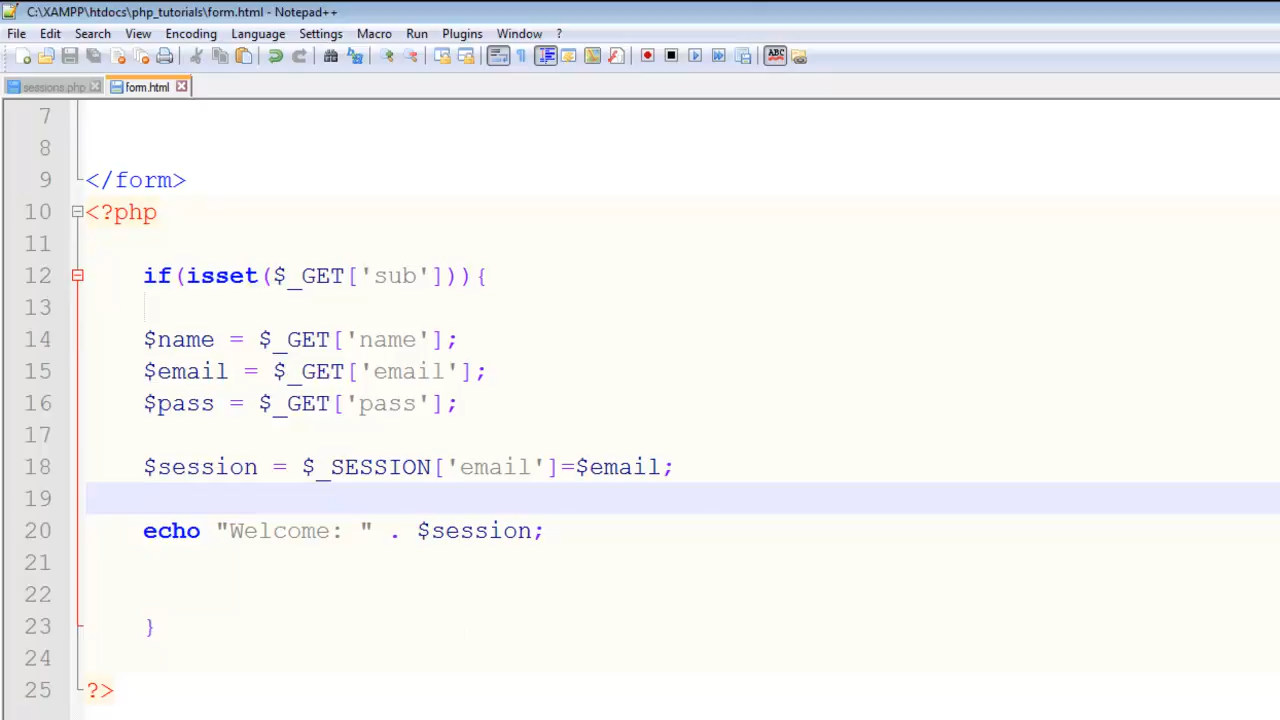 C:\XAMPP\htdocs\php_tutorials\form.html - Notepad++
File Edit Search View Encoding Language Settings Macro Run Plugins Window ?
ABC
sessions.php form.html
7
8
9 </form>
10 <?php
11
12 if(isset($_GET['sub'])){
13
14 $name = $_GET['name'];
15 $email = $_GET['email'];
16 $pass = $_GET['pass'];
17
18 $session = $_SESSION['email']=$email;
19
20 echo "Welcome: " . $session;
21
22
23 }
24
25 ?>